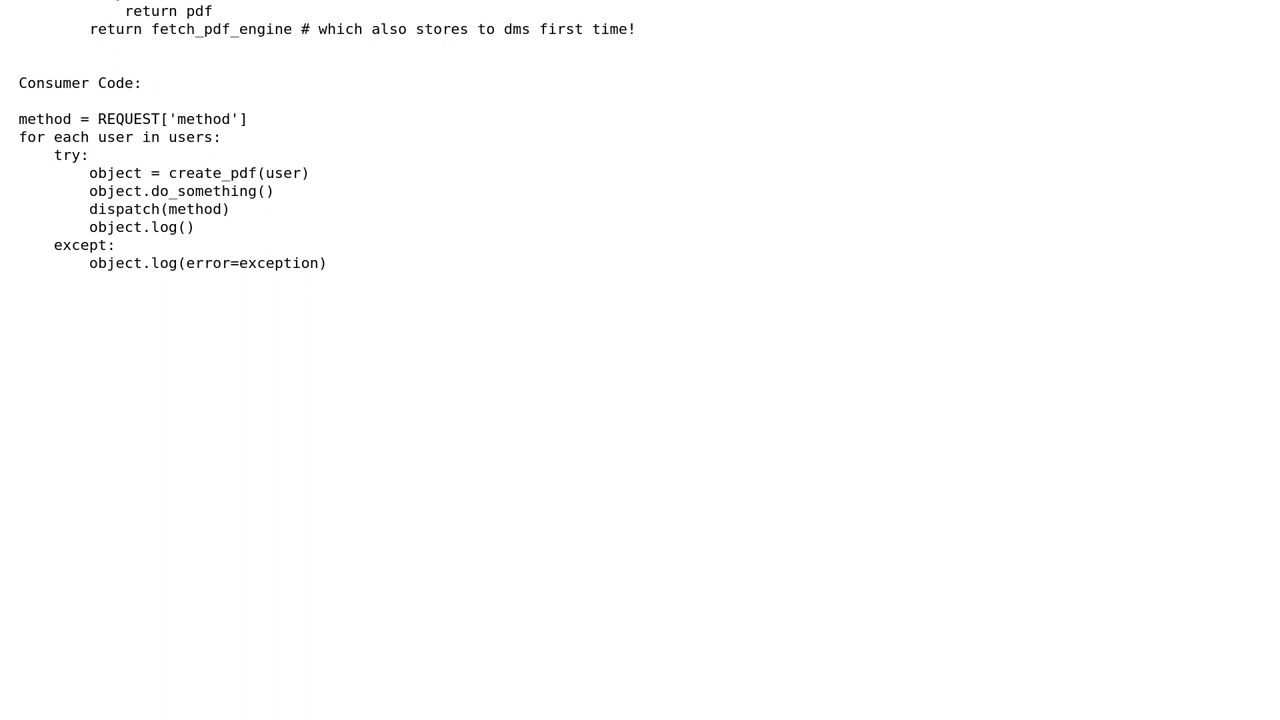 return pdf
return fetch_pdf_engine # which also stores to dms first time!
Consumer Code:
method = REQUEST['method']
for each user in users:
try:
object = create_pdf(user)
object.do_something()
dispatch(method)
object.log()
except:
object.log(error=exception)